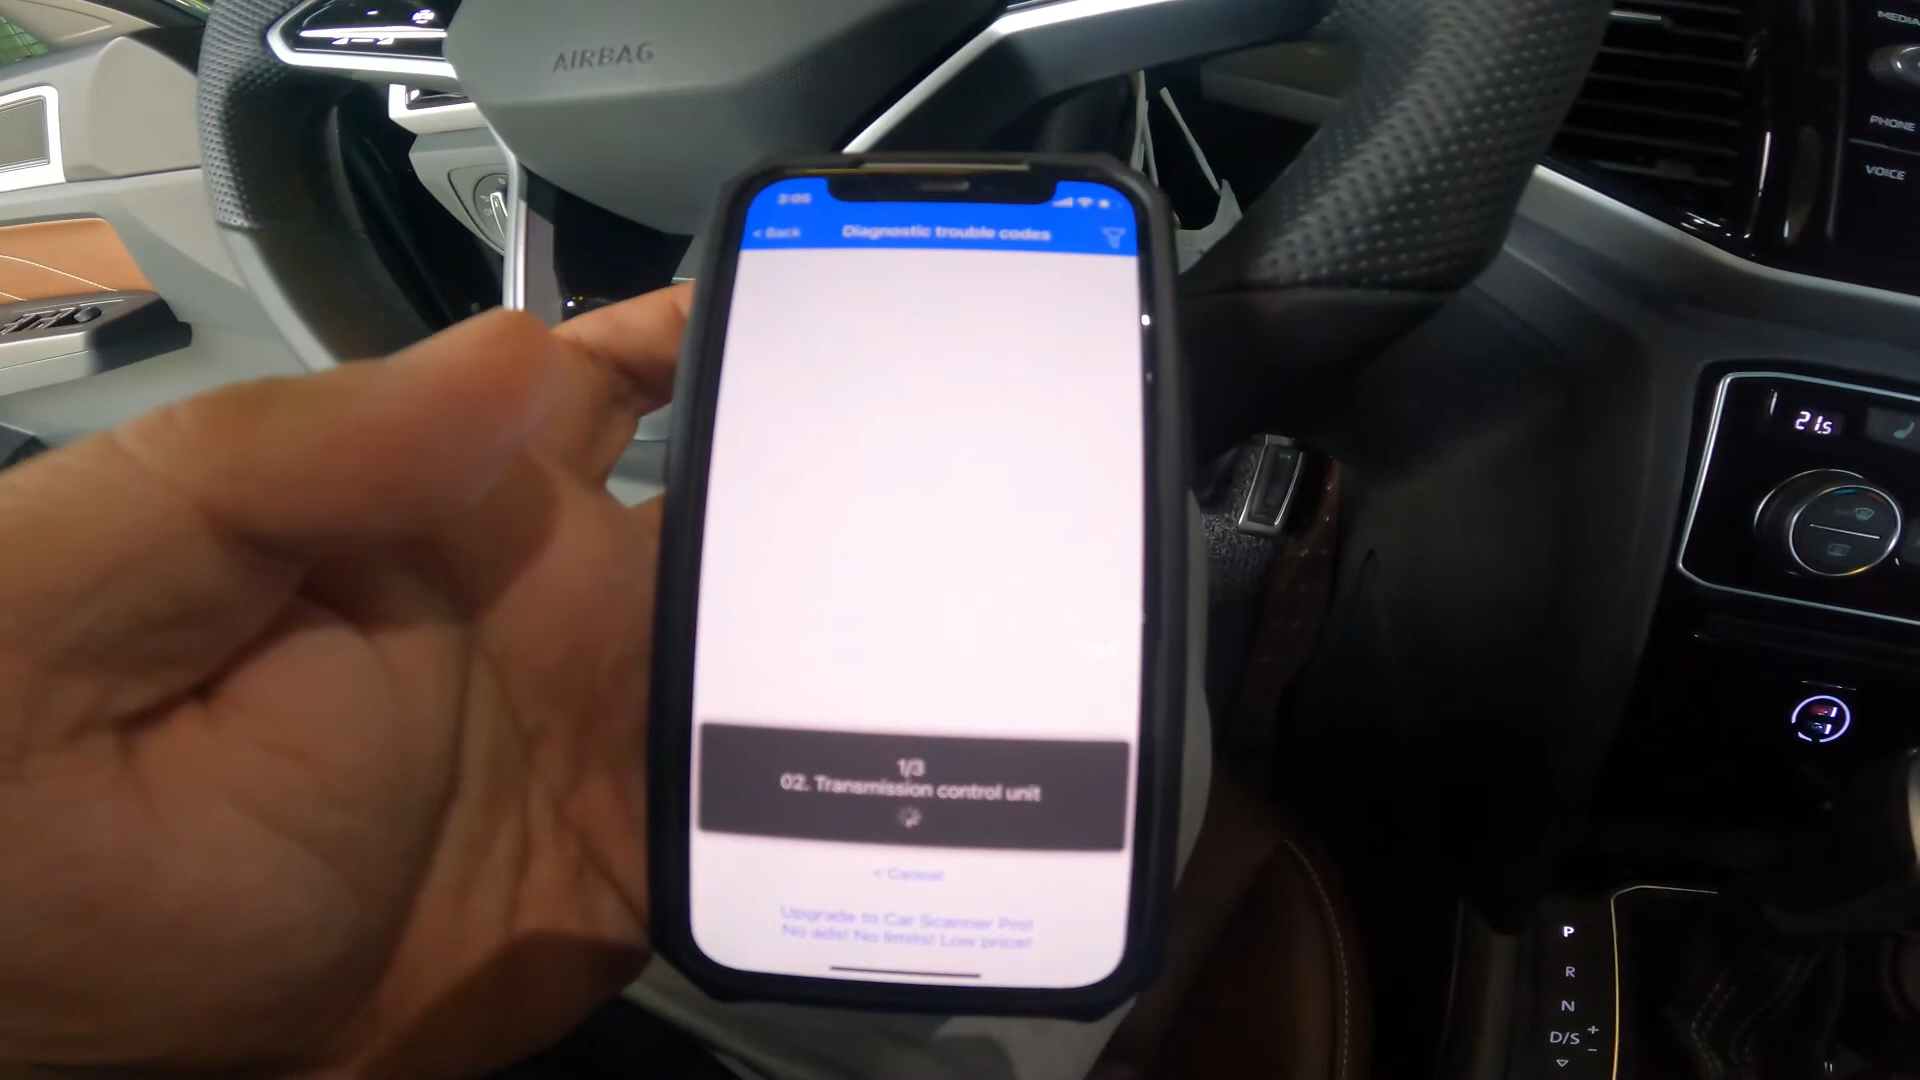 AIRBAG
MEDIA
PHONE
VOICE
3:05
< Back
Diagnostic trouble codes
21.5
1/3
02. Transmission control unit
< Cancel
Upgrade to Car Scanner Pro!
No ads! No limits! Low price!
P
R
N
D/S
+
-